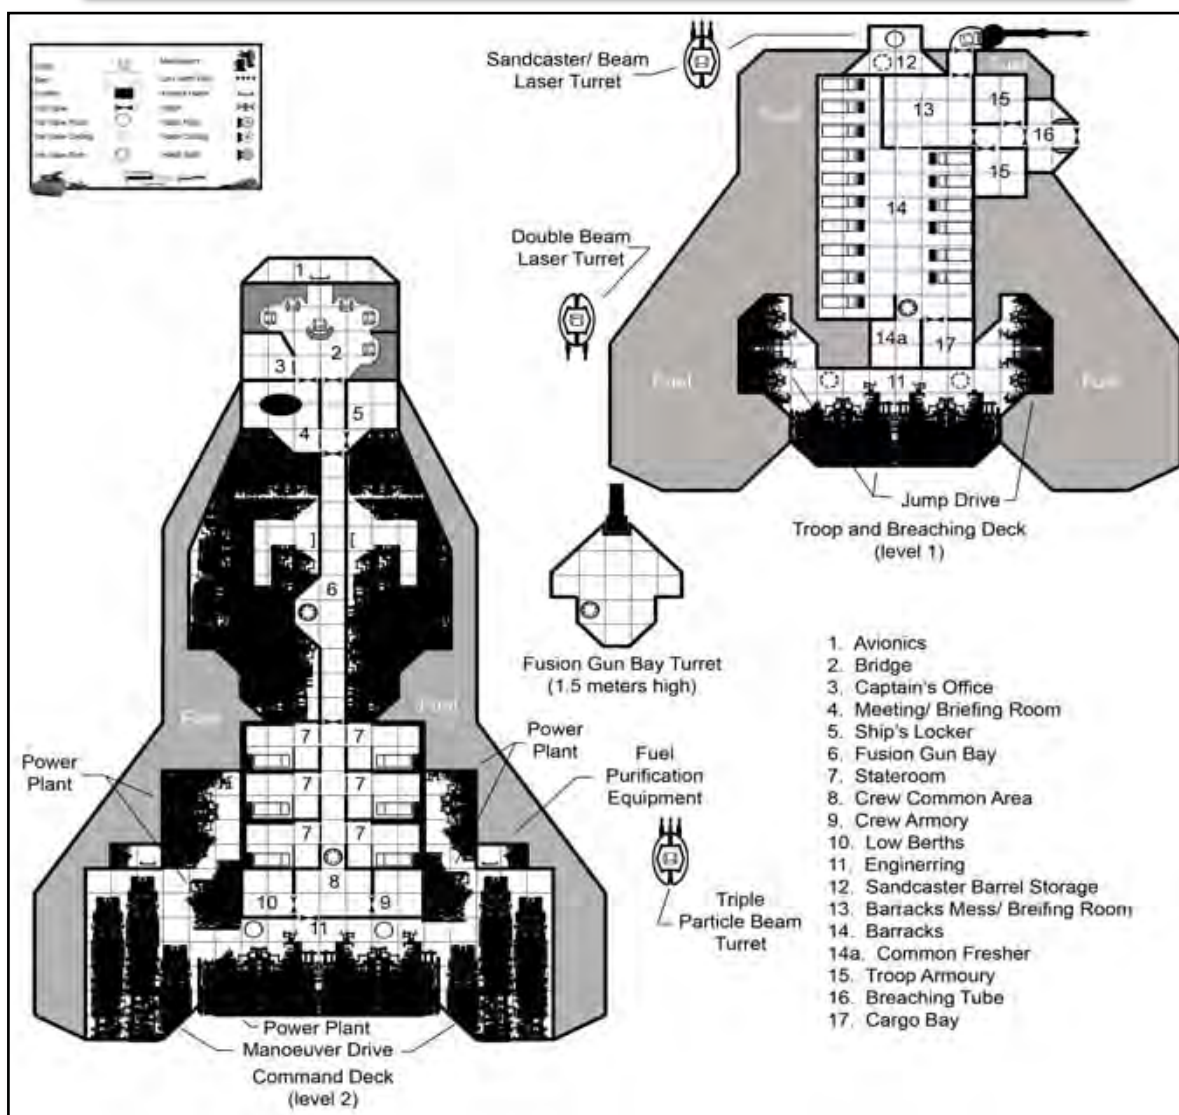 Sandcaster/ Beam
Laser Turret
Fuel
12
13
15
16
15
Fuel
14
Double Beam
Laser Turret
14a
17
11
Fuel
Fuel
Jump Drive
Troop and Breaching Deck
(level 1)
1
2
3
5
4
6
Fusion Gun Bay Turret
(1.5 meters high)
Fuel
Fuel
7
7
7
7
7
7
8
10
9
11
Power
Plant
Power
Plant
Fuel
Purification
Equipment
Triple
Particle Beam
Turret
Power Plant
Manoeuver Drive
Command Deck
(level 2)
1. Avionics
2. Bridge
3. Captain's Office
4. Meeting/ Briefing Room
5. Ship's Locker
6. Fusion Gun Bay
7. Stateroom
8. Crew Common Area
9. Crew Armory
10. Low Berths
11. Enginerring
12. Sandcaster Barrel Storage
13. Barracks Mess/ Breifing Room
14. Barracks
14a. Common Fresher
15. Troop Armoury
16. Breaching Tube
17. Cargo Bay